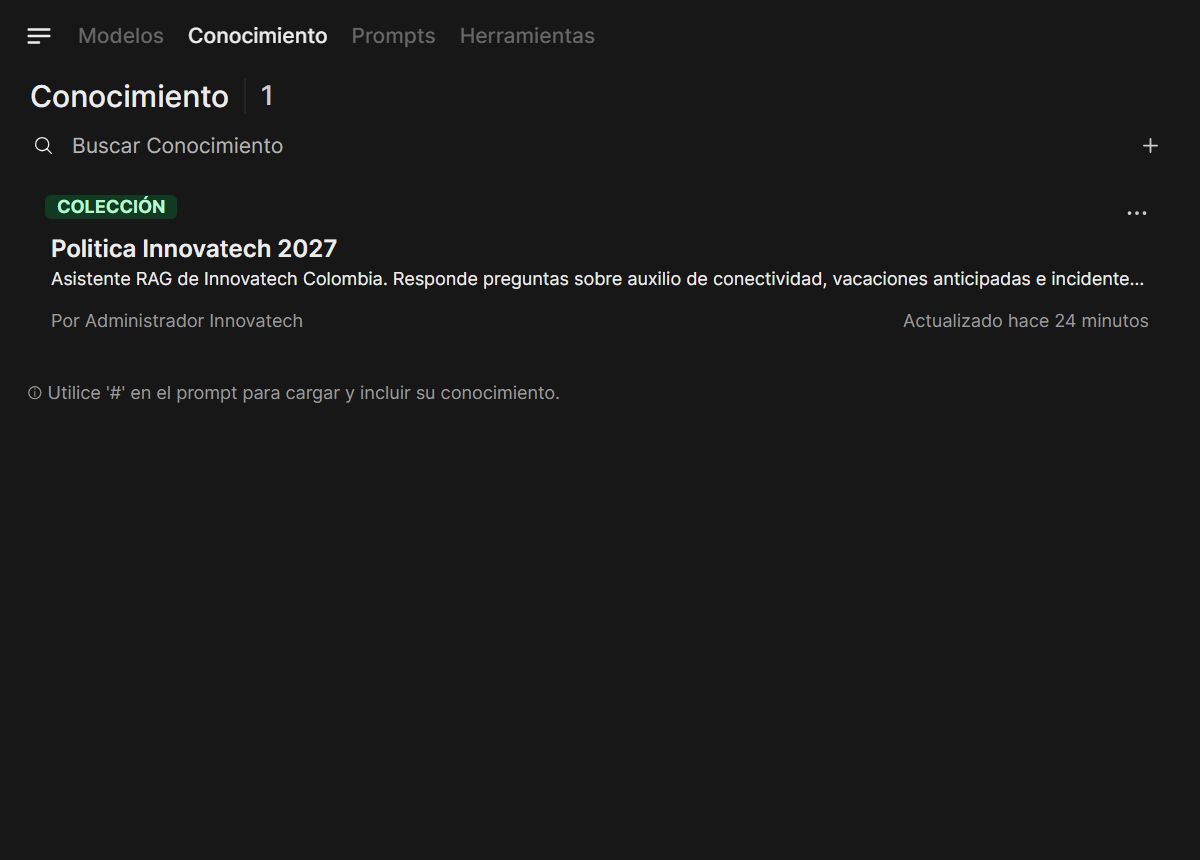 Modelos Conocimiento Prompts Herramientas
Conocimiento 1
Buscar Conocimiento
COLECCIÓN
Politica Innovatech 2027
Asistente RAG de Innovatech Colombia. Responde preguntas sobre auxilio de conectividad, vacaciones anticipadas e incidente...
Por Administrador Innovatech Actualizado hace 24 minutos
Utilice '#' en el prompt para cargar y incluir su conocimiento.